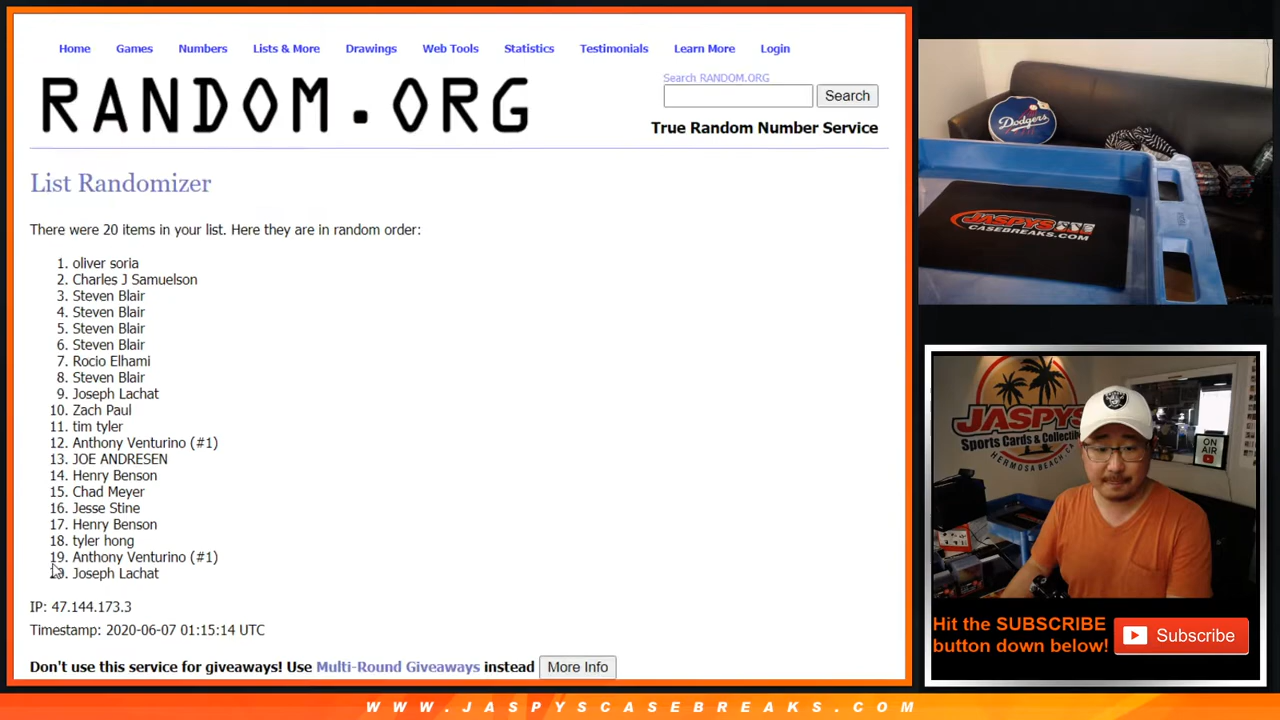 Home Games Numbers Lists & More Drawings Web Tools Statistics Testimonials Learn More Login
RANDOM.ORG
Search RANDOM.ORG
Search
True Random Number Service
List Randomizer
There were 20 items in your list. Here they are in random order:
1. oliver soria
2. Charles J Samuelson
3. Steven Blair
4. Steven Blair
5. Steven Blair
6. Steven Blair
7. Rocio Elhami
8. Steven Blair
9. Joseph Lachat
10. Zach Paul
11. tim tyler
12. Anthony Venturino (#1)
13. JOE ANDRESEN
14. Henry Benson
15. Chad Meyer
16. Jesse Stine
17. Henry Benson
18. tyler hong
19. Anthony Venturino (#1)
20. Joseph Lachat
IP: 47.144.173.3
Timestamp: 2020-06-07 01:15:14 UTC
Don't use this service for giveaways! Use Multi-Round Giveaways instead More Info
Dodgers
JASPYS
CASEBREAKS.COM
JASPYS
Sports Cards & Collectib
HERMOSA BEACH, CA
ON
AIR
Hit the SUBSCRIBE
button down below!
Subscribe
WWW.JASPYSCASEBREAKS.COM